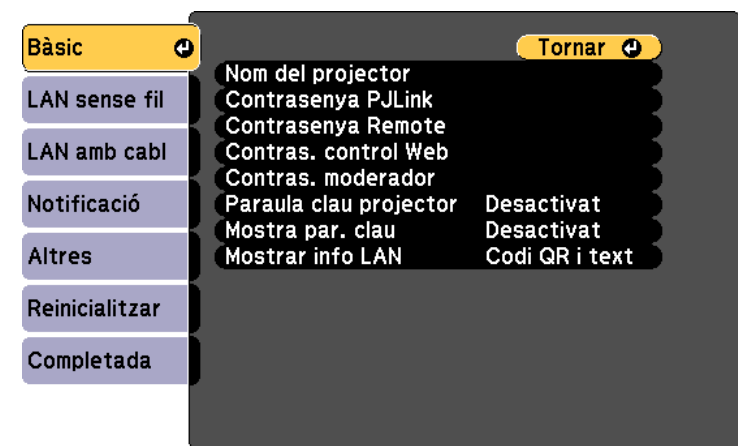 Bàsic
LAN sense fil
LAN amb cabl
Notificació
Altres
Reinicialitzar
Completada
Tornar
Nom del projector
Contrasenya PJLink
Contrasenya Remote
Contras. control Web
Contras. moderador
Paraula clau projector Desactivat
Mostra par. clau Desactivat
Mostrar info LAN Codi QR i text